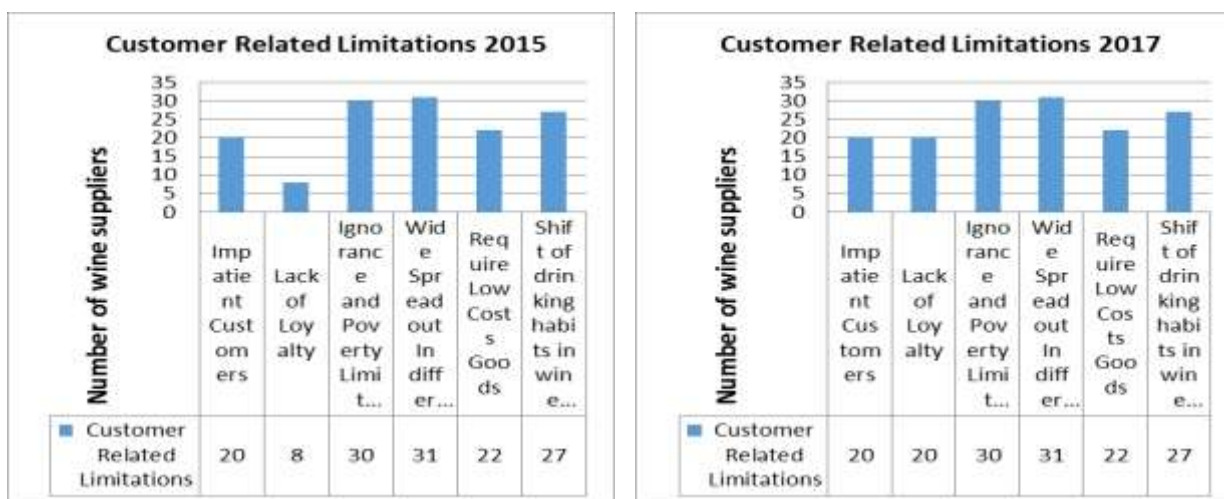 Customer Related Limitations 2015
Number of wine suppliers
35
30
25
20
15
10
5
0
Imp
atie
nt
Cust
om
ers
Lack
of
Loy
alty
Igno
ranc
e
and
Pov
erty
Limi
t...
Wid
e
Spr
ead
out
In
diff
er...
Req
uire
Low
Cost
s
Goo
ds
Shif
t of
drin
king
habi
ts in
win
e...
Customer
Related
Limitations
20 8 30 31 22 27
Customer Related Limitations 2017
Number of wine suppliers
35
30
25
20
15
10
5
0
Imp
atie
nt
Cus
tom
ers
Lack
of
Loy
alty
Igno
ranc
e
and
Pov
erty
Limi
t...
Wid
e
Spr
ead
out
In
diff
er...
Req
uire
Low
Cos
ts
Goo
ds
Shif
t of
drin
king
habi
ts in
win
e...
Customer
Related
Limitations
20 20 30 31 22 27